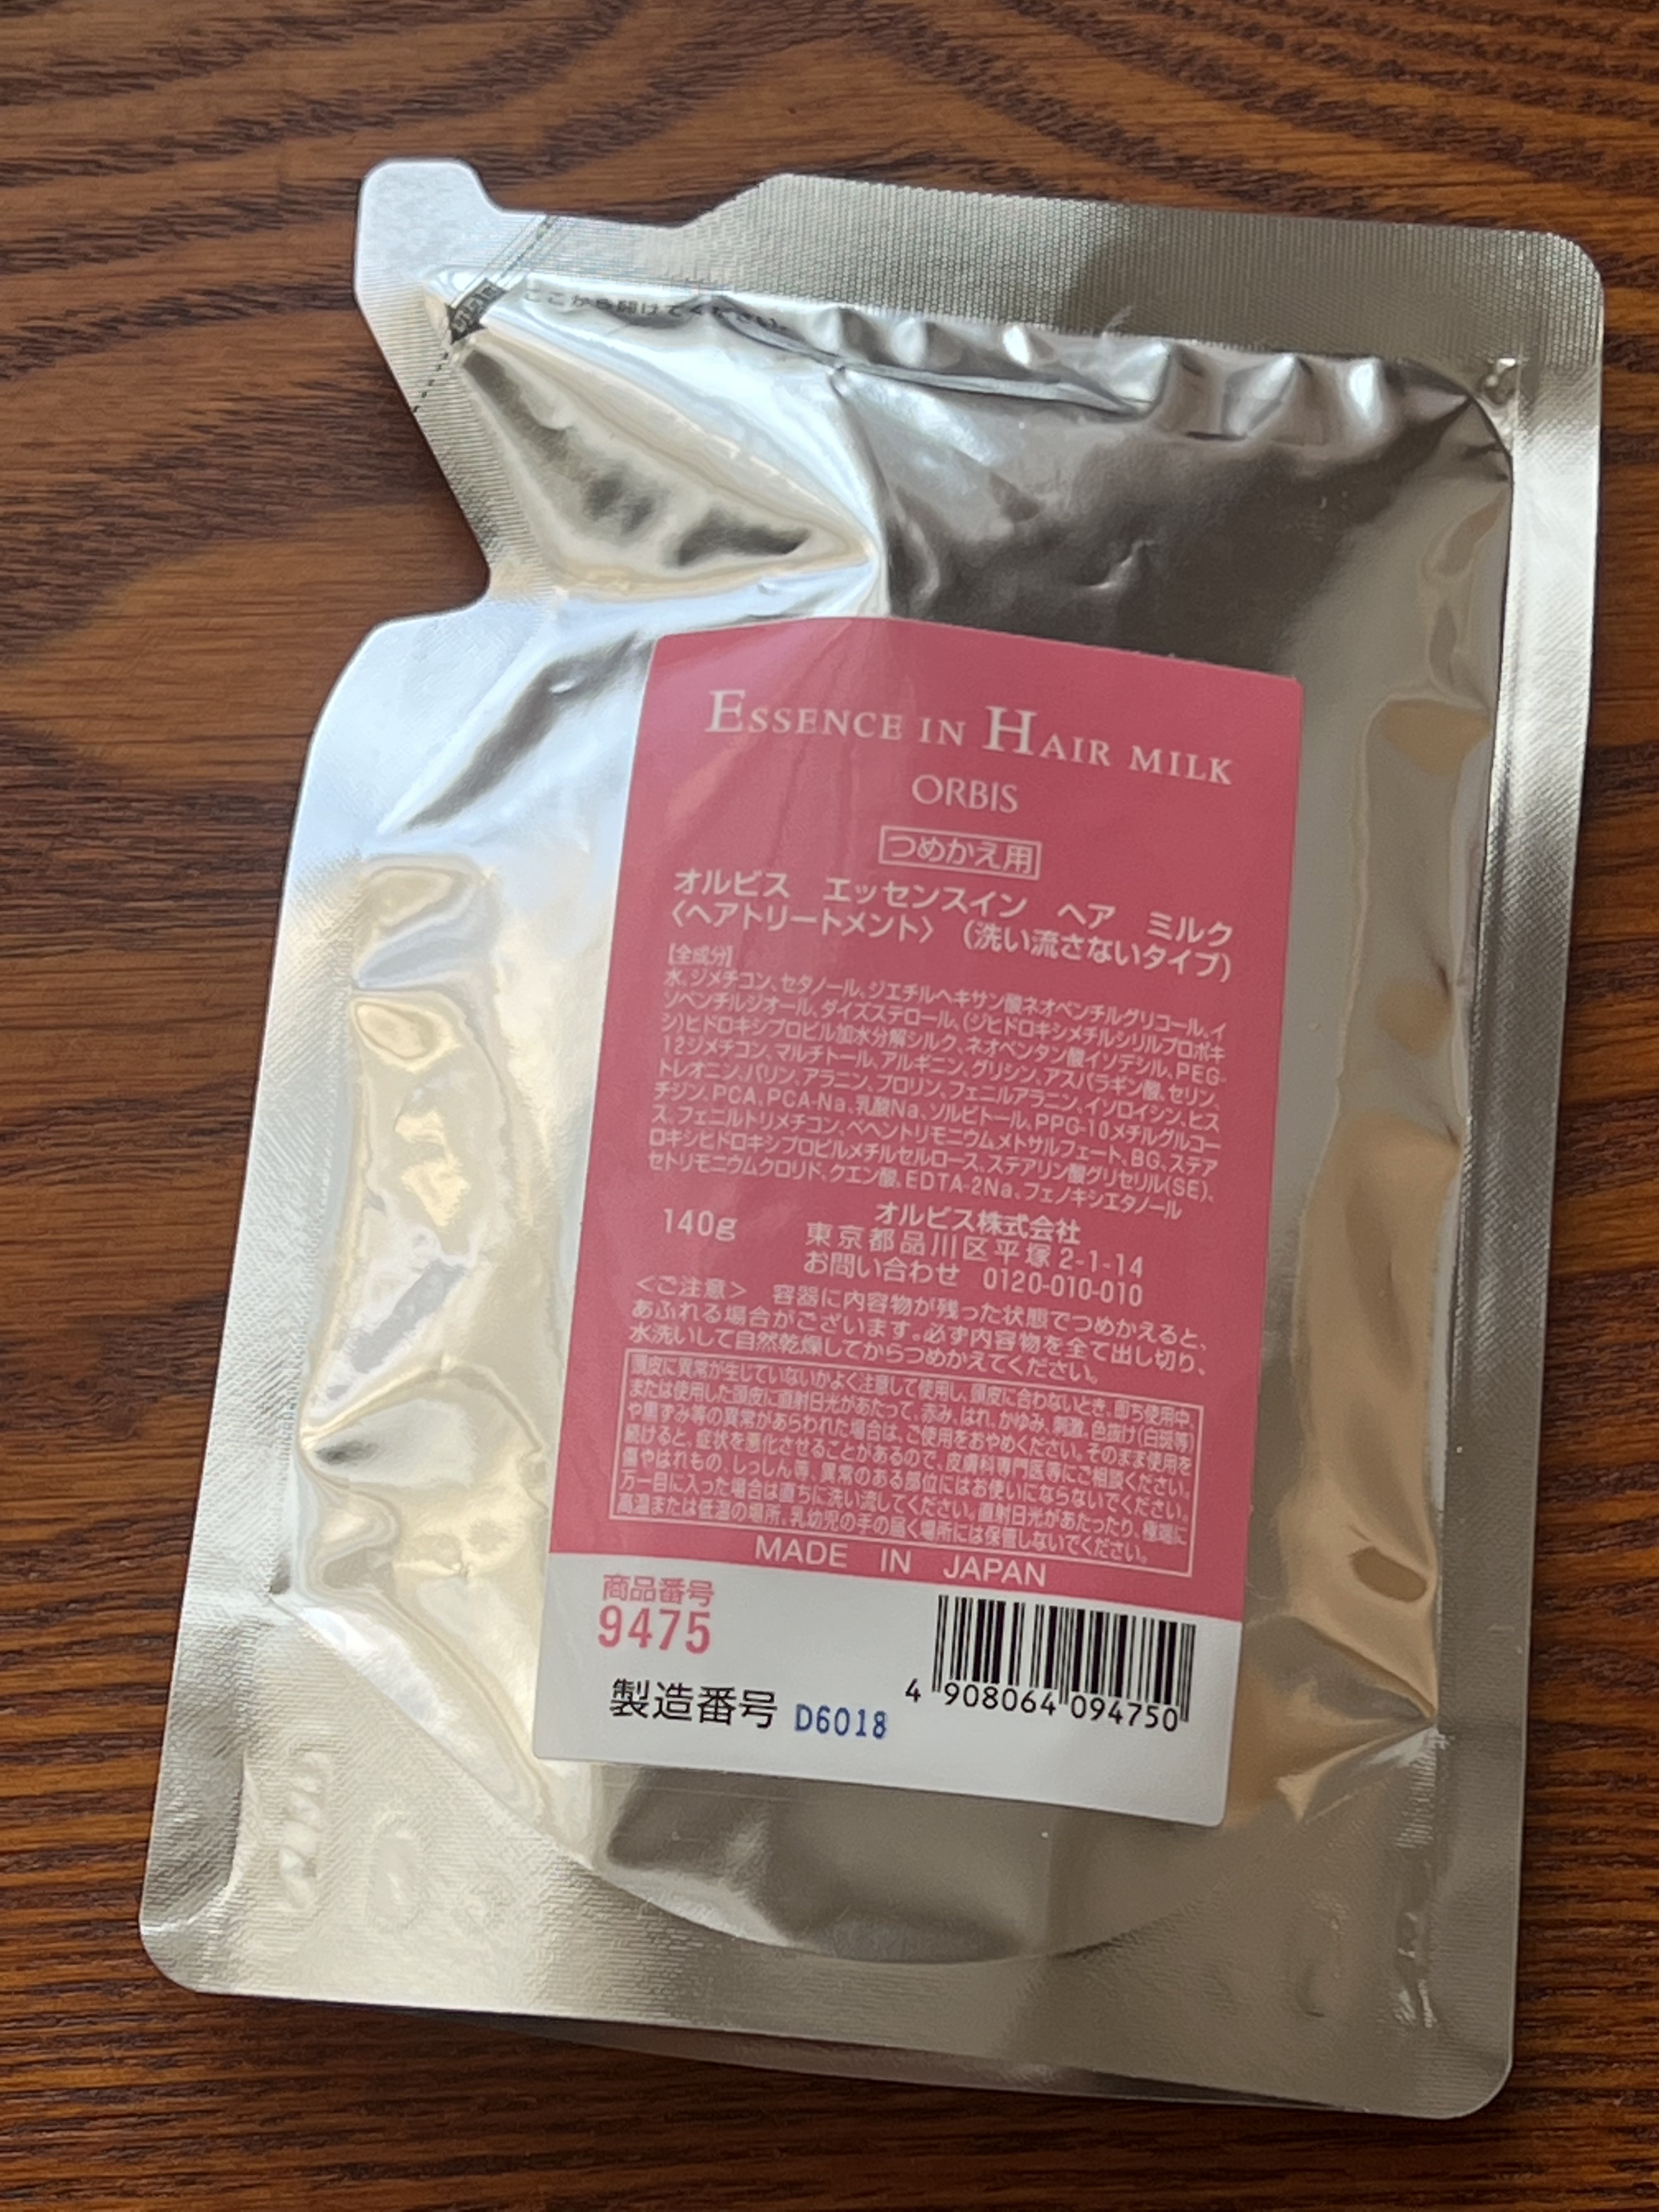 ここから開けてください。
ESSENCE IN HAIR MILK
ORBIS
つめかえ用
オルビス　エッセンスイン　ヘア　ミルク
〈ヘアトリートメント〉（洗い流さないタイプ）
【全成分】
水、ジメチコン、セタノール、ジエチルヘキサン酸ネオペンチルグリコール、イ
ソペンチルジオール、ダイズステロール、(ジヒドロキシメチルシリルプロポキ
シ)ヒドロキシプロピル加水分解シルク、ネオペンタン酸イソデシル、PEG-
12ジメチコン、マルチトール、アルギニン、グリシン、アスパラギン酸、セリン、
トレオニン、バリン、アラニン、プロリン、フェニルアラニン、イソロイシン、ヒス
チジン、PCA、PCA-Na、乳酸Na、ソルビトール、PPG-10メチルグルコー
ス、フェニルトリメチコン、ベヘントリモニウムメトサルフェート、BG、ステア
ロキシヒドロキシプロピルメチルセルロース、ステアリン酸グリセリル(SE)、
セトリモニウムクロリド、クエン酸、EDTA-2Na、フェノキシエタノール
140g
オルビス株式会社
東京都品川区平塚2-1-14
お問い合わせ　0120-010-010
＜ご注意＞　容器に内容物が残った状態でつめかえると、
あふれる場合がございます。必ず内容物を全て出し切り、
水洗いして自然乾燥してからつめかえてください。
頭皮に異常が生じていないかよく注意して使用し、頭皮に合わないとき、即ち使用中、
または使用した頭皮に直射日光があたって、赤み、はれ、かゆみ、刺激、色抜け(白斑等)
や黒ずみ等の異常があらわれた場合は、ご使用をおやめください。そのまま使用を
続けると、症状を悪化させることがあるので、皮膚科専門医等にご相談ください。
傷やはれもの、しっしん等、異常のある部位にはお使いにならないでください。
万一目に入った場合は直ちに洗い流してください。直射日光があたったり、極端に
高温または低温の場所、乳幼児の手の届く場所には保管しないでください。
MADE IN JAPAN
商品番号
9475
製造番号 D6018
4 908064 094750